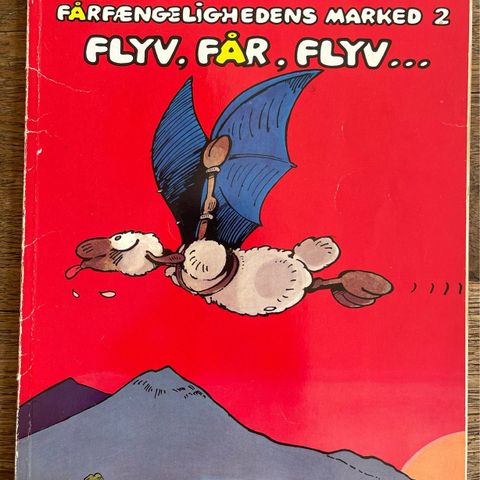 FÅRFÆNGELIGHEDENS MARKED 2
FLYV, FÅR, FLYV...